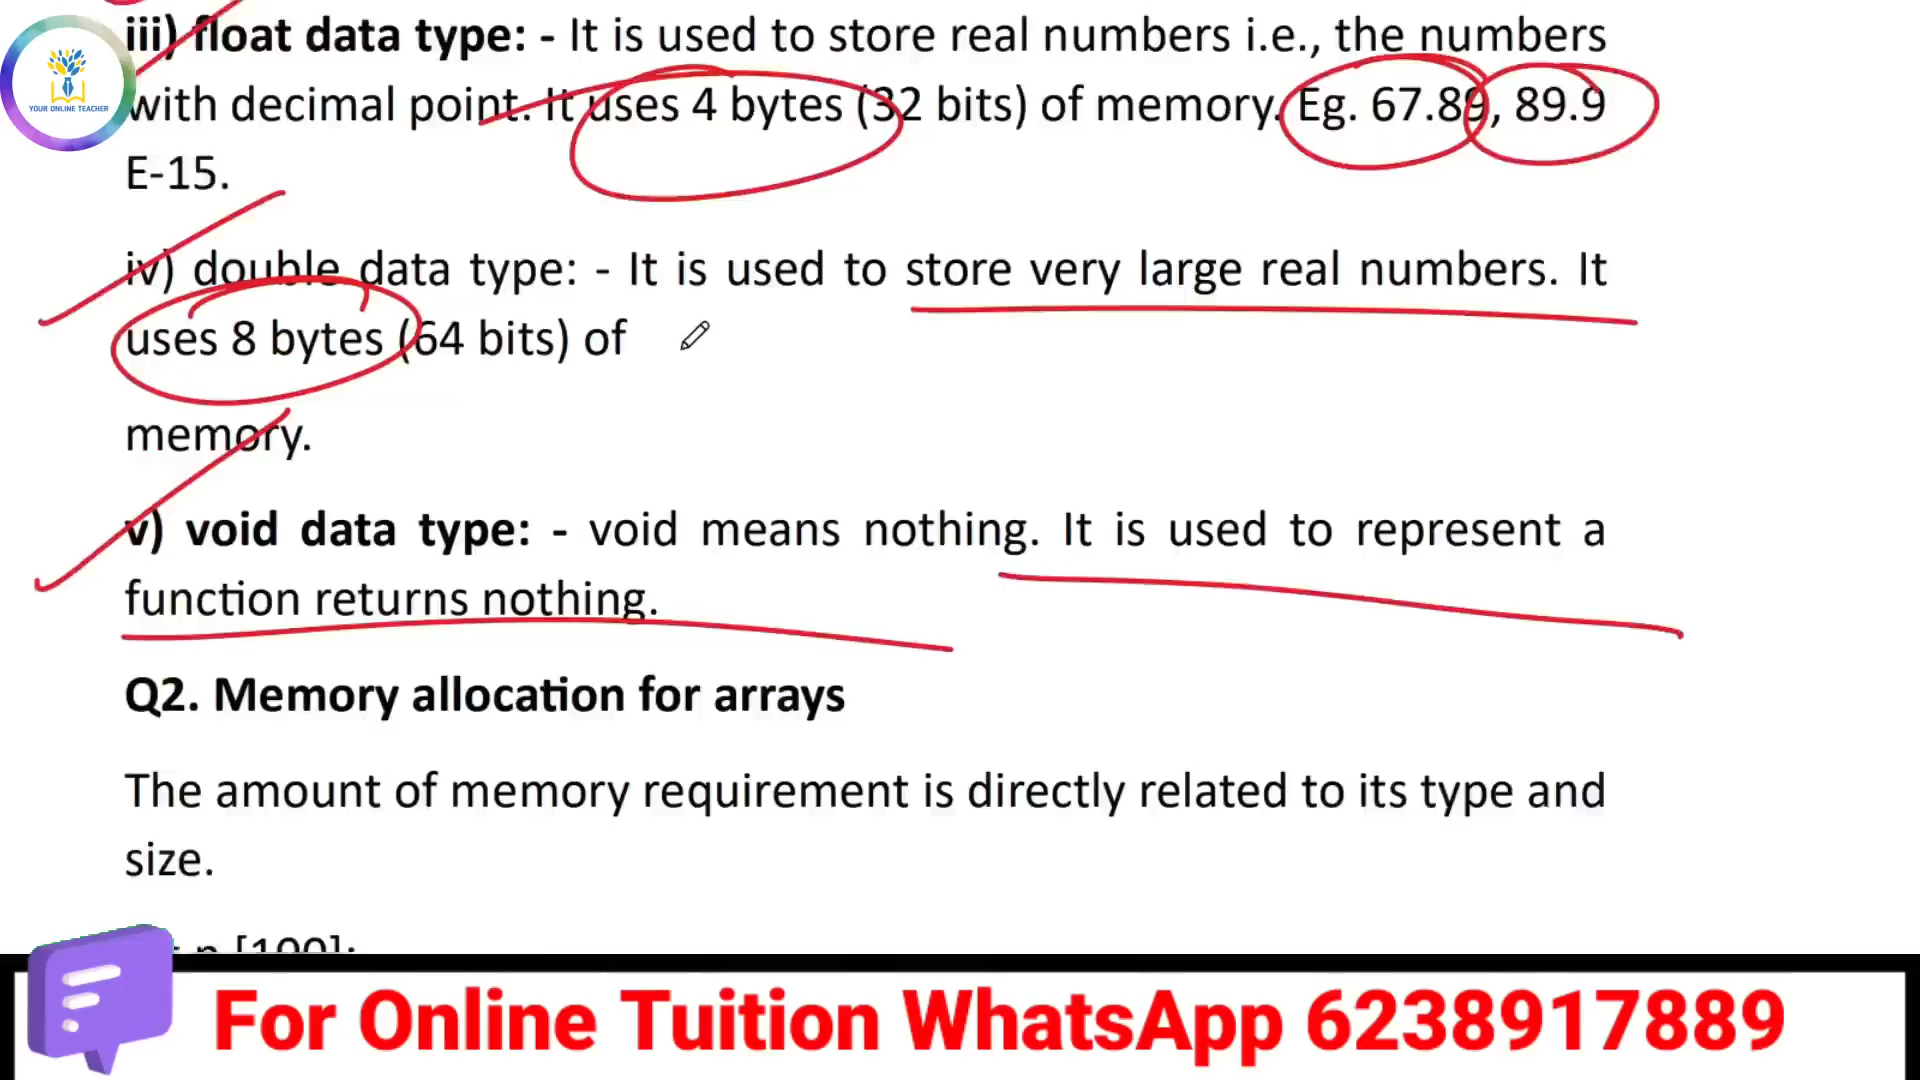 iii) float data type: - It is used to store real numbers i.e., the numbers
with decimal point. It uses 4 bytes (32 bits) of memory. Eg. 67.89, 89.9
E-15.
iv) double data type: - It is used to store very large real numbers. It
uses 8 bytes (64 bits) of
memory.
v) void data type: - void means nothing. It is used to represent a
function returns nothing.
Q2. Memory allocation for arrays
The amount of memory requirement is directly related to its type and
size.
n [100];
YOUR ONLINE TEACHER
For Online Tuition WhatsApp 6238917889